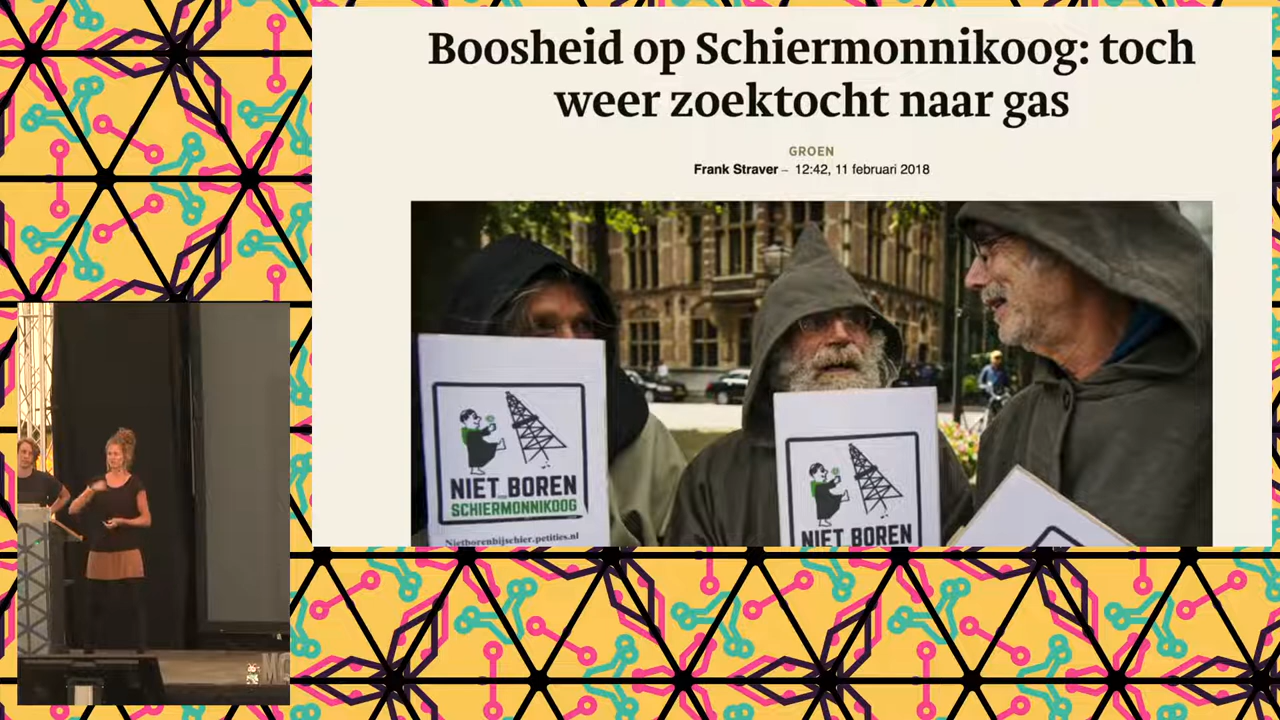 Boosheid op Schiermonnikoog: toch
weer zoektocht naar gas
GROEN
Frank Straver – 12:42, 11 februari 2018
NIET BOREN
SCHIERMONNIKOOG
Nietborenbijschier.petities.nl
NIET BOREN
MC